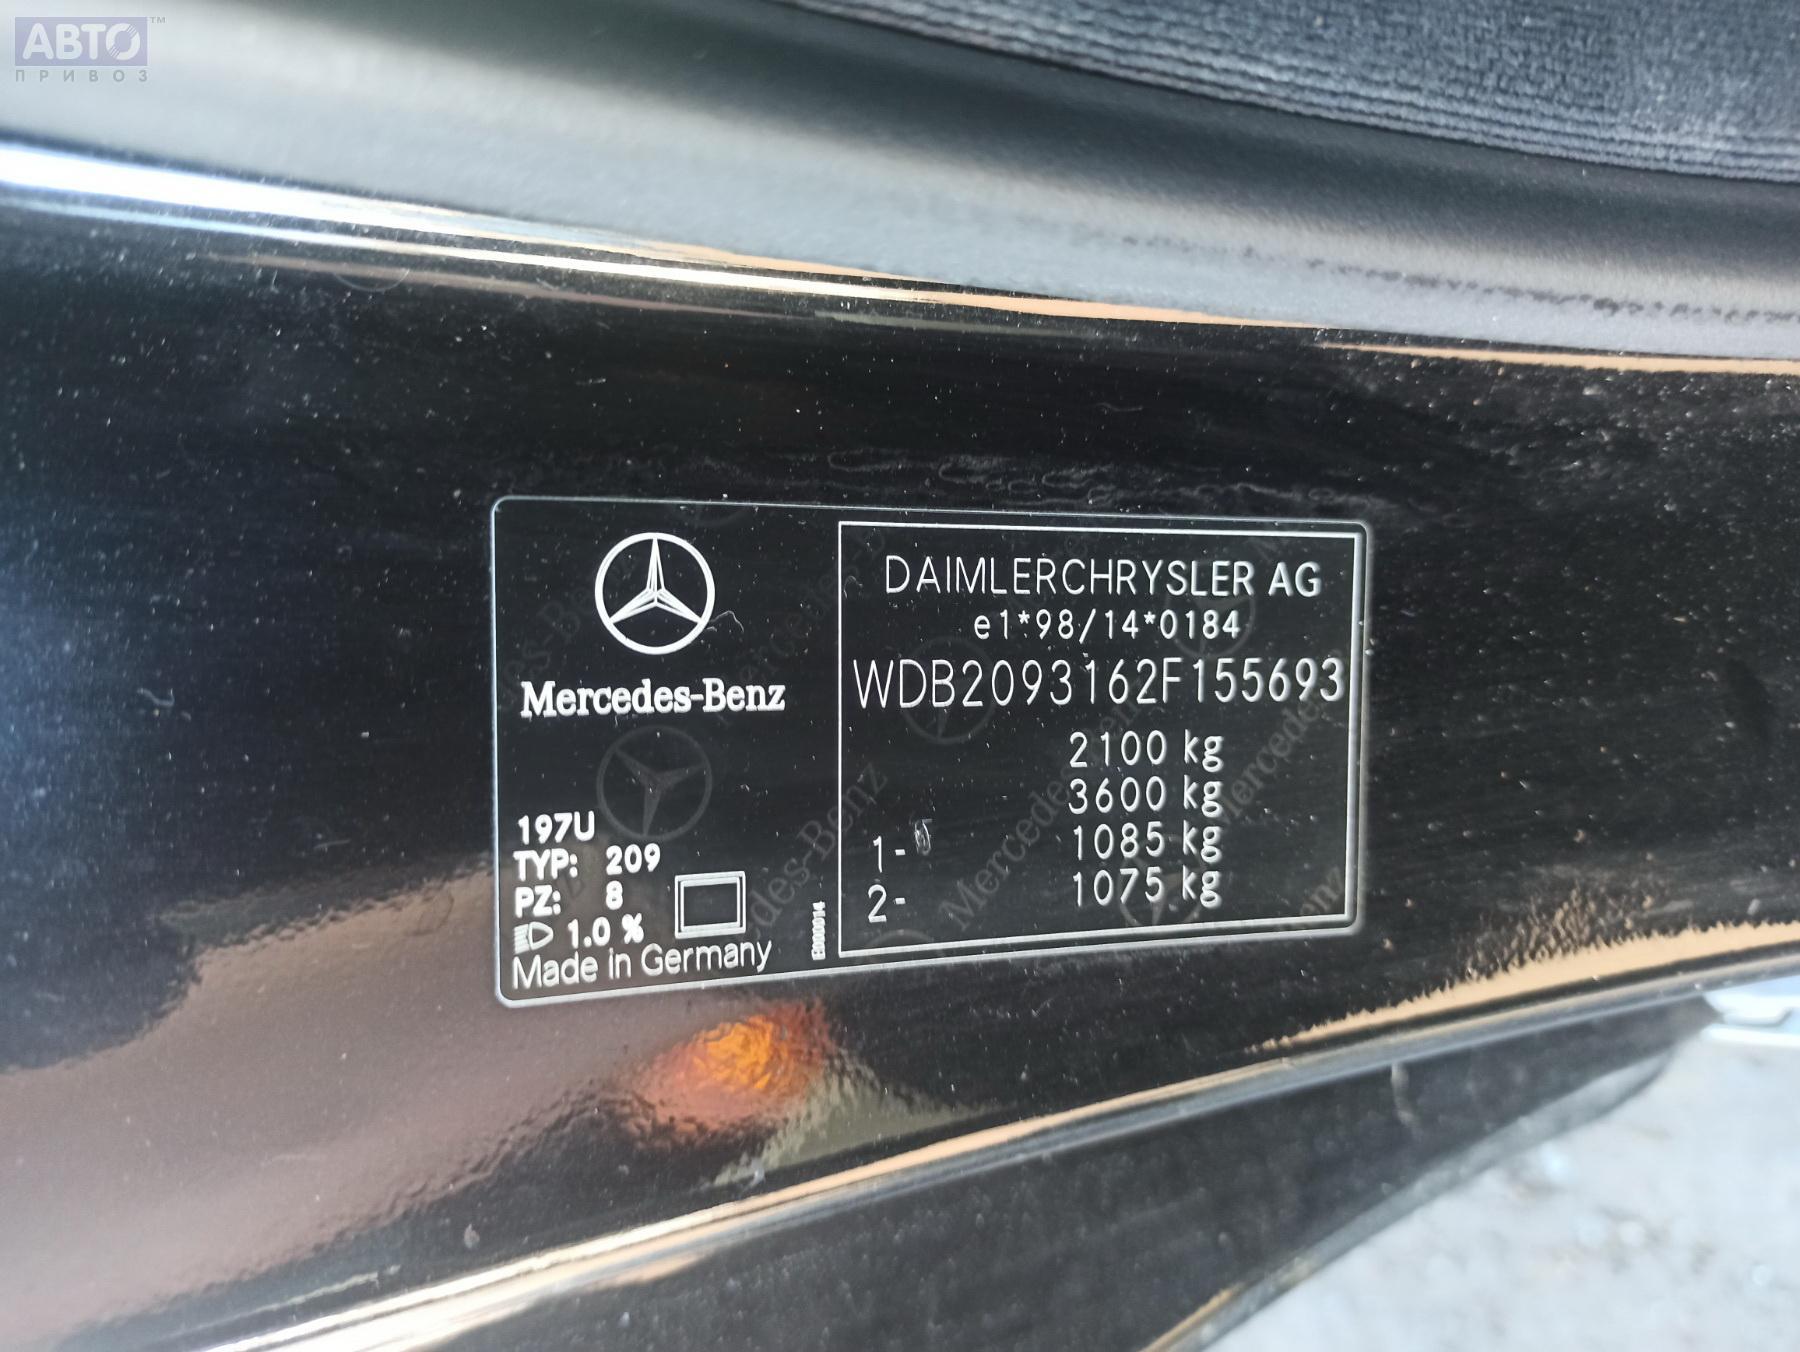 АВТО™
ПРИВОЗ
Mercedes-Benz
197U
TYP: 209
PZ: 8
1.0 %
Made in Germany
DAIMLERCHRYSLER AG
e1*98/14*0184
WDB2093162F155693
2100 kg
3600 kg
1- 1085 kg
2- 1075 kg